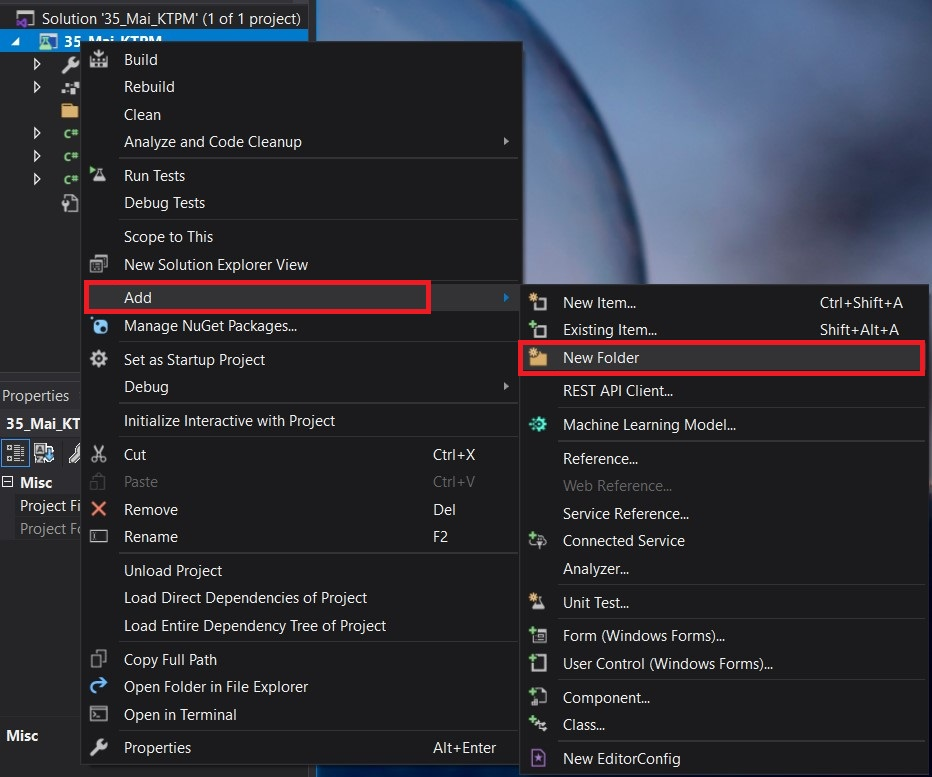 Solution '35_Mai_KTPM' (1 of 1 project)
35_Mai_KTPM
C#
C#
C#
Build
Rebuild
Clean
Analyze and Code Cleanup
Run Tests
Debug Tests
Scope to This
New Solution Explorer View
Add
Manage NuGet Packages...
Set as Startup Project
Debug
Initialize Interactive with Project
Cut Ctrl+X
Paste Ctrl+V
Remove Del
Rename F2
Unload Project
Load Direct Dependencies of Project
Load Entire Dependency Tree of Project
Copy Full Path
Open Folder in File Explorer
Open in Terminal
Properties Alt+Enter
New Item... Ctrl+Shift+A
Existing Item... Shift+Alt+A
New Folder
REST API Client...
Machine Learning Model...
Reference...
Web Reference...
Service Reference...
Connected Service
Analyzer...
Unit Test...
Form (Windows Forms)...
User Control (Windows Forms)...
Component...
Class...
New EditorConfig
Properties
35_Mai_KT
Misc
Project Fi
Project Fo
Misc